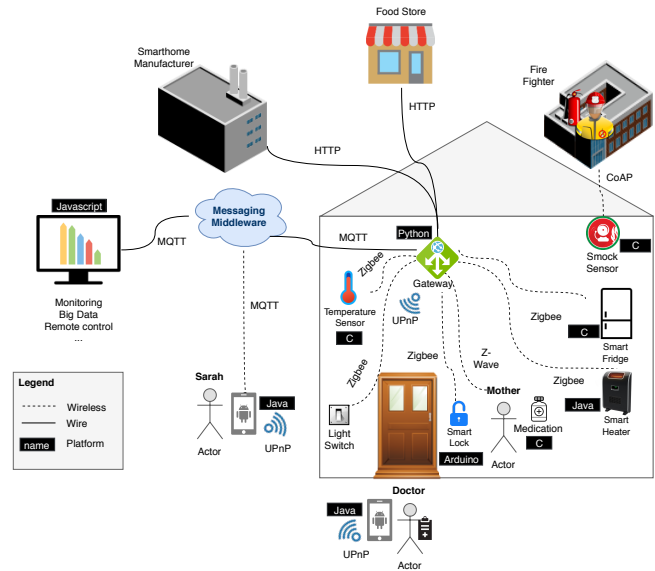 Food Store
Smarthome
Manufacturer
Fire
Fighter
HTTP
HTTP
CoAP
Javascript
Messaging
Middleware
MQTT
MQTT
Python
C
Smock
Sensor
Zigbee
Gateway
Temperature
Sensor
C
UPnP
Zigbee
C
Smart
Fridge
MQTT
Monitoring
Big Data
Remote control
...
Zigbee
Zigbee
Z-
Wave
Zigbee
Legend
Wireless
Wire
name
Platform
Sarah
Java
UPnP
Actor
Light
Switch
Smart
Lock
Arduino
Mother
Actor
Medication
C
Java
Smart
Heater
Doctor
Java
UPnP
Actor